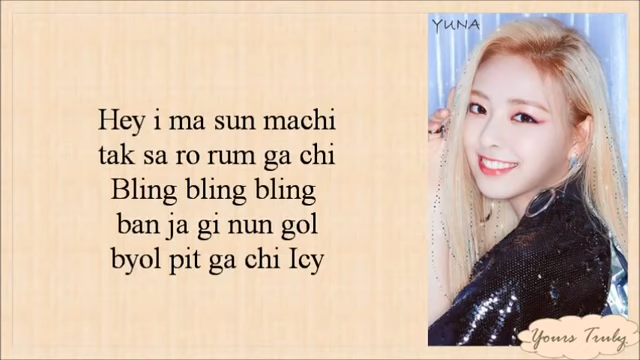 YUNA
Hey i ma sun machi
tak sa ro rum ga chi
Bling bling bling
ban ja gi nun gol
byol pit ga chi Icy
Yours Truly